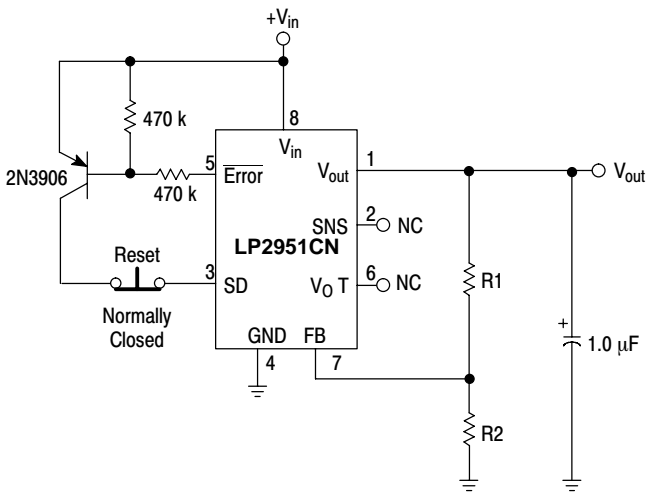 +Vin
470 k
8
Vin
2N3906
470 k
5
Error
Vout
1
Vout
SNS
2
NC
LP2951CN
Reset
3
SD
VO T
6
NC
R1
Normally
Closed
GND
FB
4
7
+
1.0 µF
R2